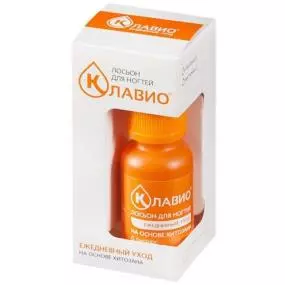 ЛОСЬОН
ДЛЯ НОГТЕЙ
КЛАВИО®
КЛАВИО®
ЛОСЬОН ДЛЯ НОГТЕЙ
ЕЖЕДНЕВНЫЙ УХОД
НА ОСНОВЕ ХИТОЗАНА
ЕЖЕДНЕВНЫЙ УХОД
НА ОСНОВЕ ХИТОЗАНА